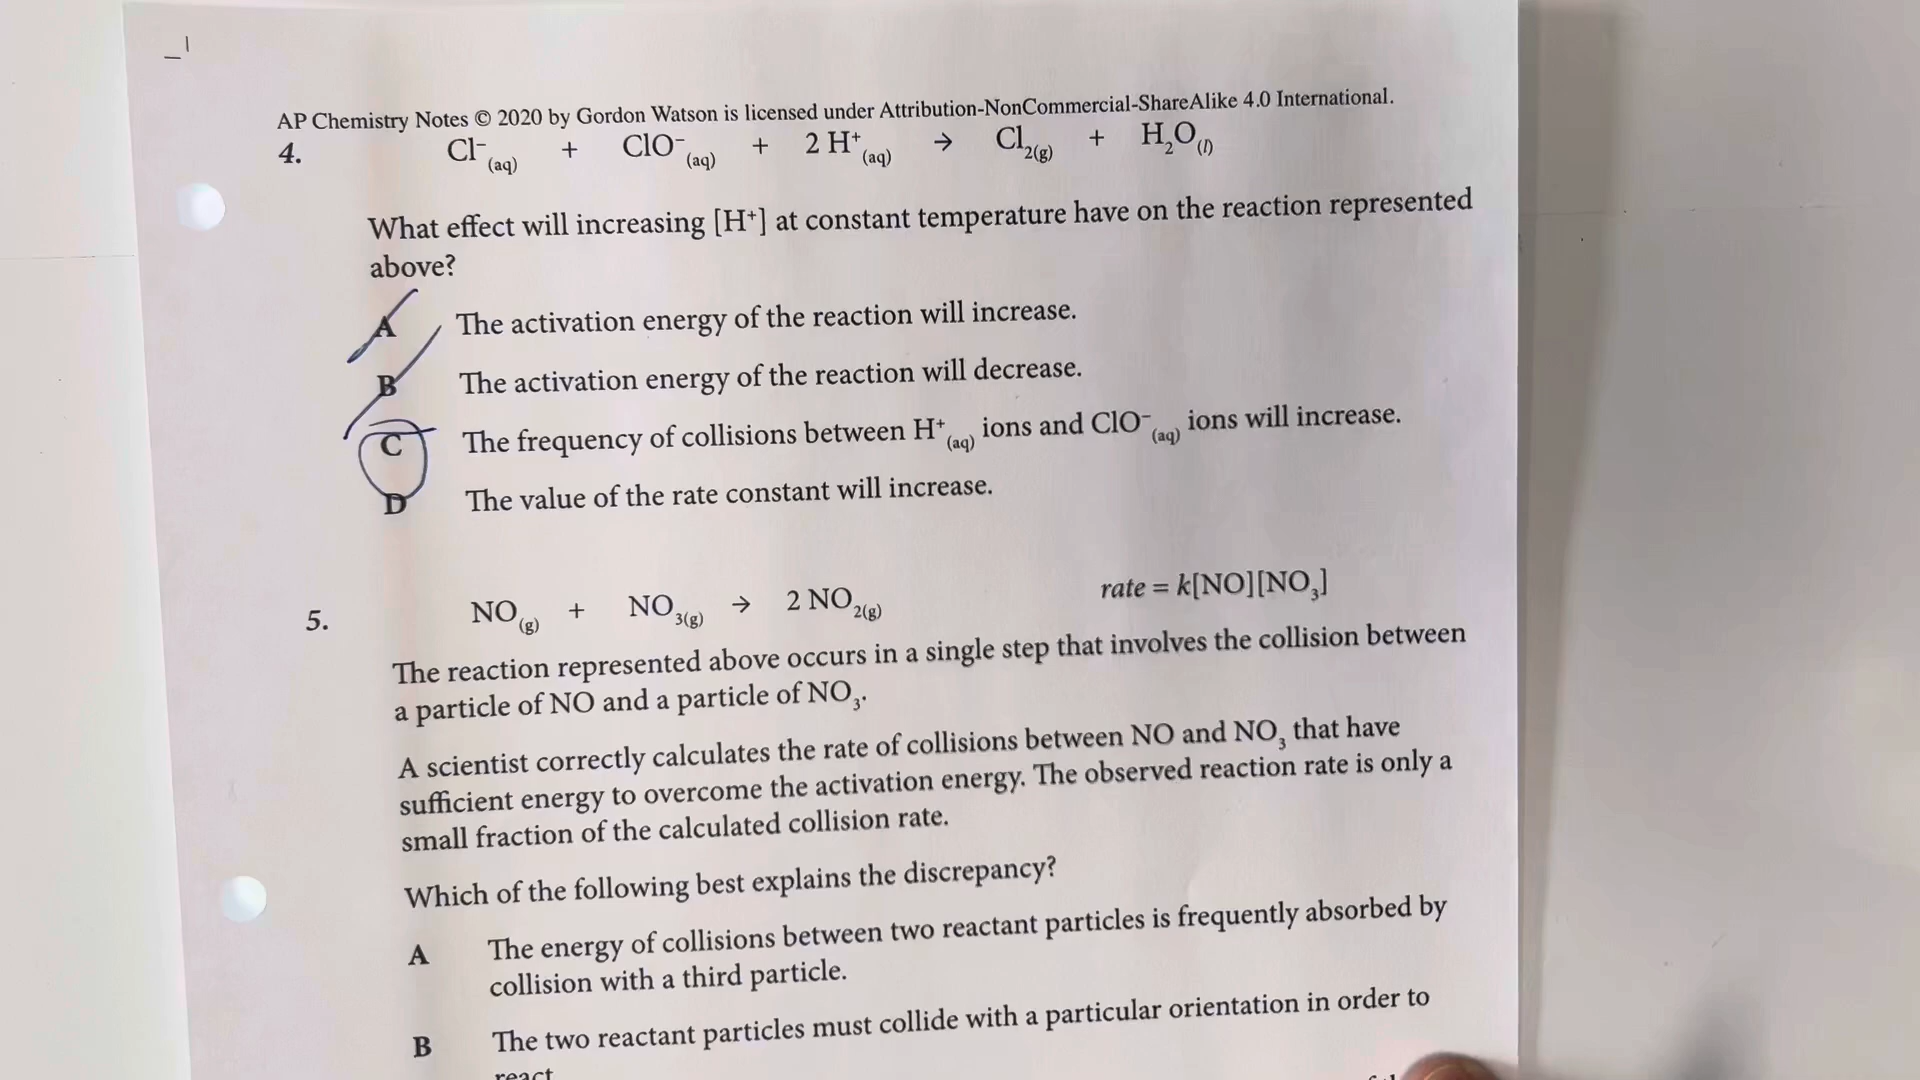 AP Chemistry Notes © 2020 by Gordon Watson is licensed under Attribution-NonCommercial-ShareAlike 4.0 International.
4. Cl⁻(aq) + ClO⁻(aq) + 2 H⁺(aq) → Cl₂(g) + H₂O(l)
What effect will increasing [H⁺] at constant temperature have on the reaction represented
above?
A The activation energy of the reaction will increase.
B The activation energy of the reaction will decrease.
C The frequency of collisions between H⁺(aq) ions and ClO⁻(aq) ions will increase.
D The value of the rate constant will increase.
5. NO(g) + NO₃(g) → 2 NO₂(g) rate = k[NO][NO₃]
The reaction represented above occurs in a single step that involves the collision between
a particle of NO and a particle of NO₃.
A scientist correctly calculates the rate of collisions between NO and NO₃ that have
sufficient energy to overcome the activation energy. The observed reaction rate is only a
small fraction of the calculated collision rate.
Which of the following best explains the discrepancy?
A The energy of collisions between two reactant particles is frequently absorbed by
collision with a third particle.
B The two reactant particles must collide with a particular orientation in order to
react